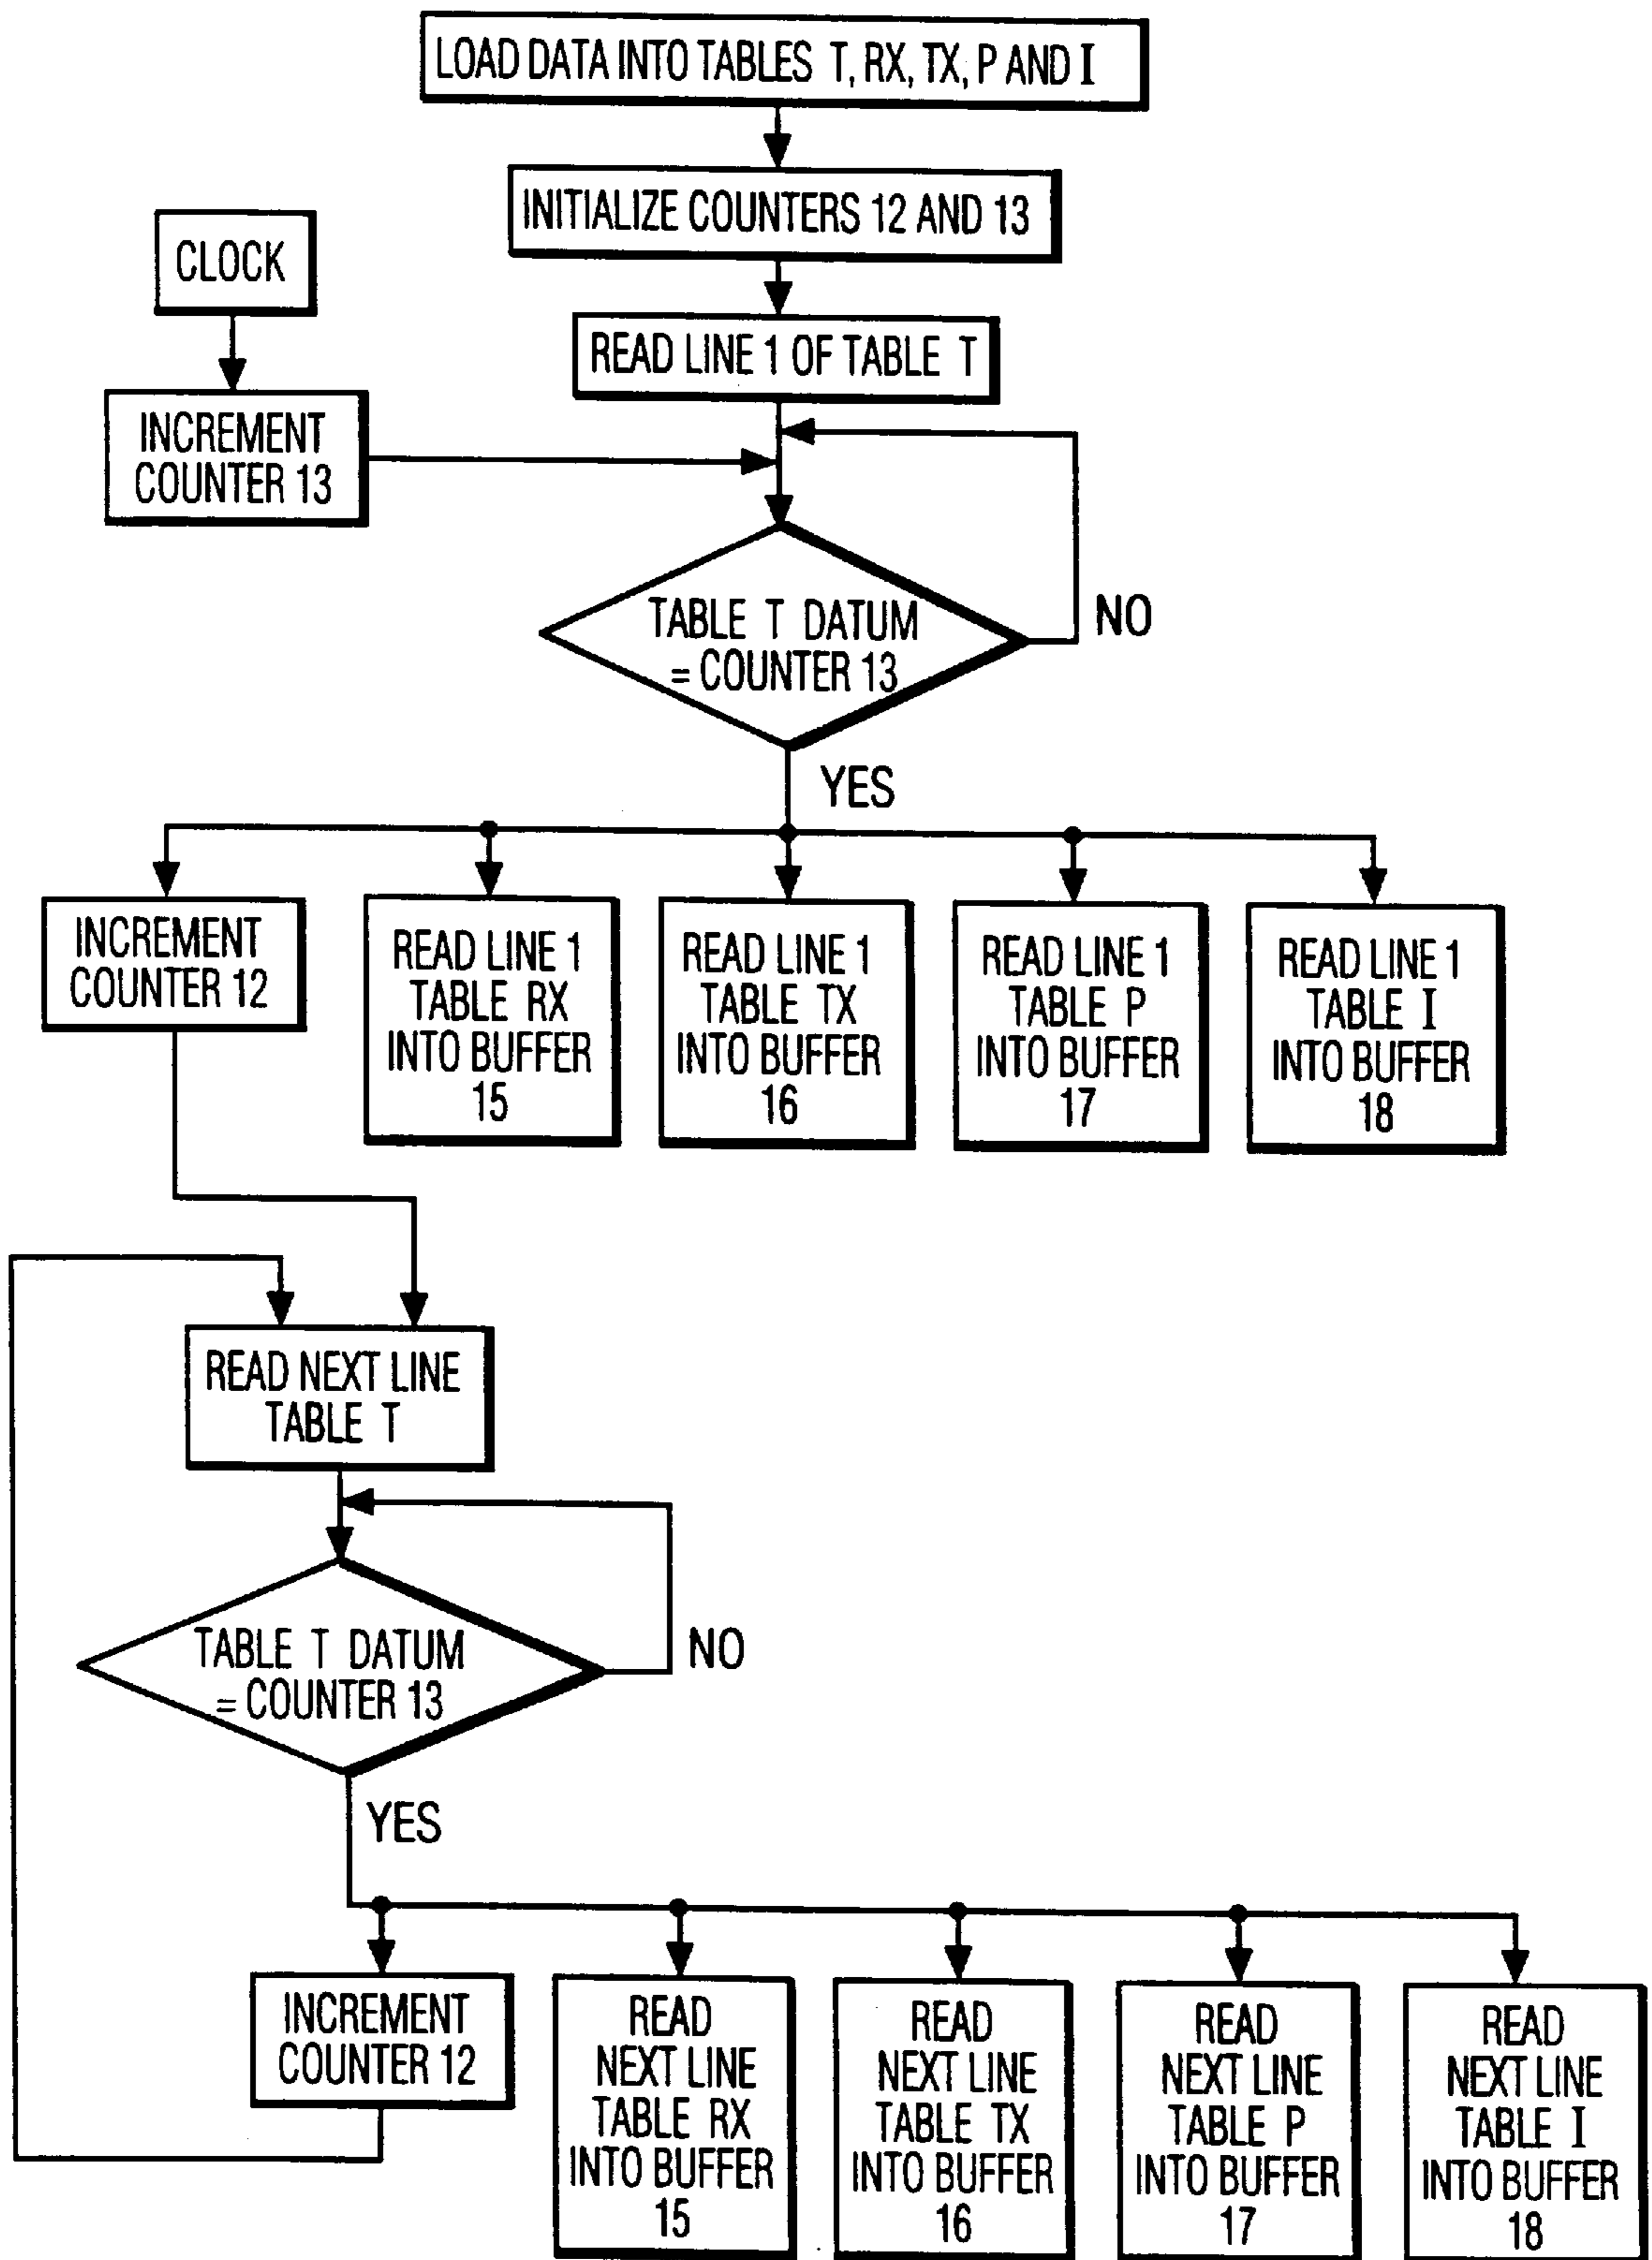 LOAD DATA INTO TABLES T, RX, TX, P AND I
INITIALIZE COUNTERS 12 AND 13
CLOCK
READ LINE 1 OF TABLE T
INCREMENT
COUNTER 13
TABLE T DATUM
= COUNTER 13
NO
YES
INCREMENT
COUNTER 12
READ LINE 1
TABLE RX
INTO BUFFER
15
READ LINE 1
TABLE TX
INTO BUFFER
16
READ LINE 1
TABLE P
INTO BUFFER
17
READ LINE 1
TABLE I
INTO BUFFER
18
READ NEXT LINE
TABLE T
TABLE T DATUM
= COUNTER 13
NO
YES
INCREMENT
COUNTER 12
READ
NEXT LINE
TABLE RX
INTO BUFFER
15
READ
NEXT LINE
TABLE TX
INTO BUFFER
16
READ
NEXT LINE
TABLE P
INTO BUFFER
17
READ
NEXT LINE
TABLE I
INTO BUFFER
18